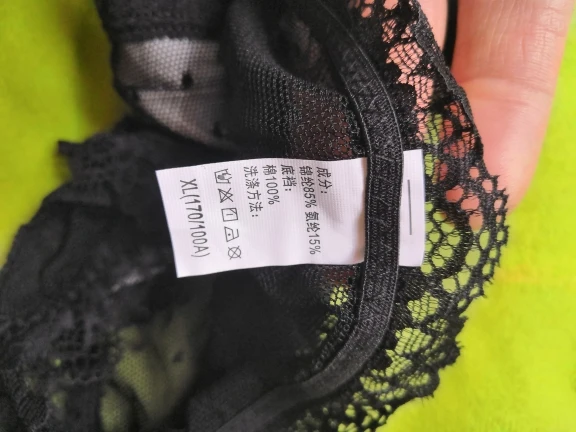 成分:
锦纶85% 氨纶15%
底裆:
棉100%
洗涤方法:
XL(170/100A)